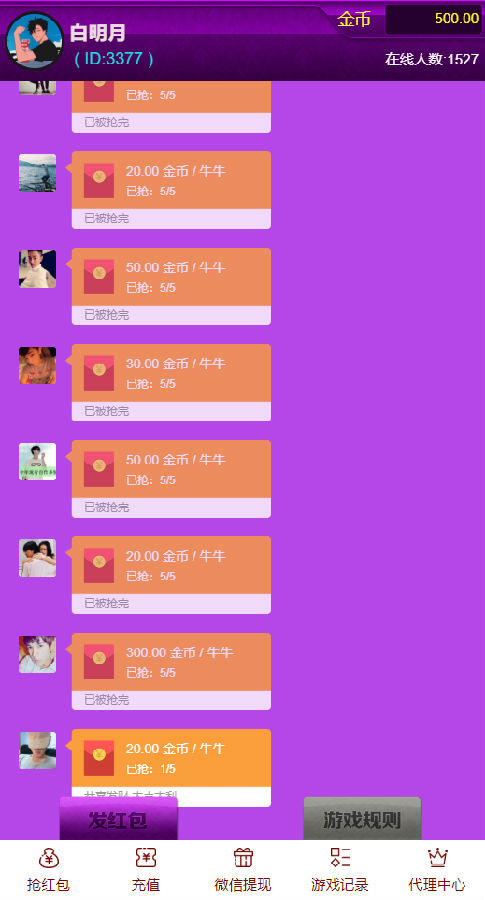 白明月
金币
500.00
( ID:3377 )
在线人数:1527
已抢: 5/5
已被抢完
20.00 金币 / 牛牛
已抢: 5/5
已被抢完
50.00 金币 / 牛牛
已抢: 5/5
已被抢完
30.00 金币 / 牛牛
已抢: 5/5
已被抢完
50.00 金币 / 牛牛
已抢: 5/5
已被抢完
20.00 金币 / 牛牛
已抢: 5/5
已被抢完
300.00 金币 / 牛牛
已抢: 5/5
已被抢完
20.00 金币 / 牛牛
已抢: 1/5
发红包
游戏规则
抢红包
充值
微信提现
游戏记录
代理中心